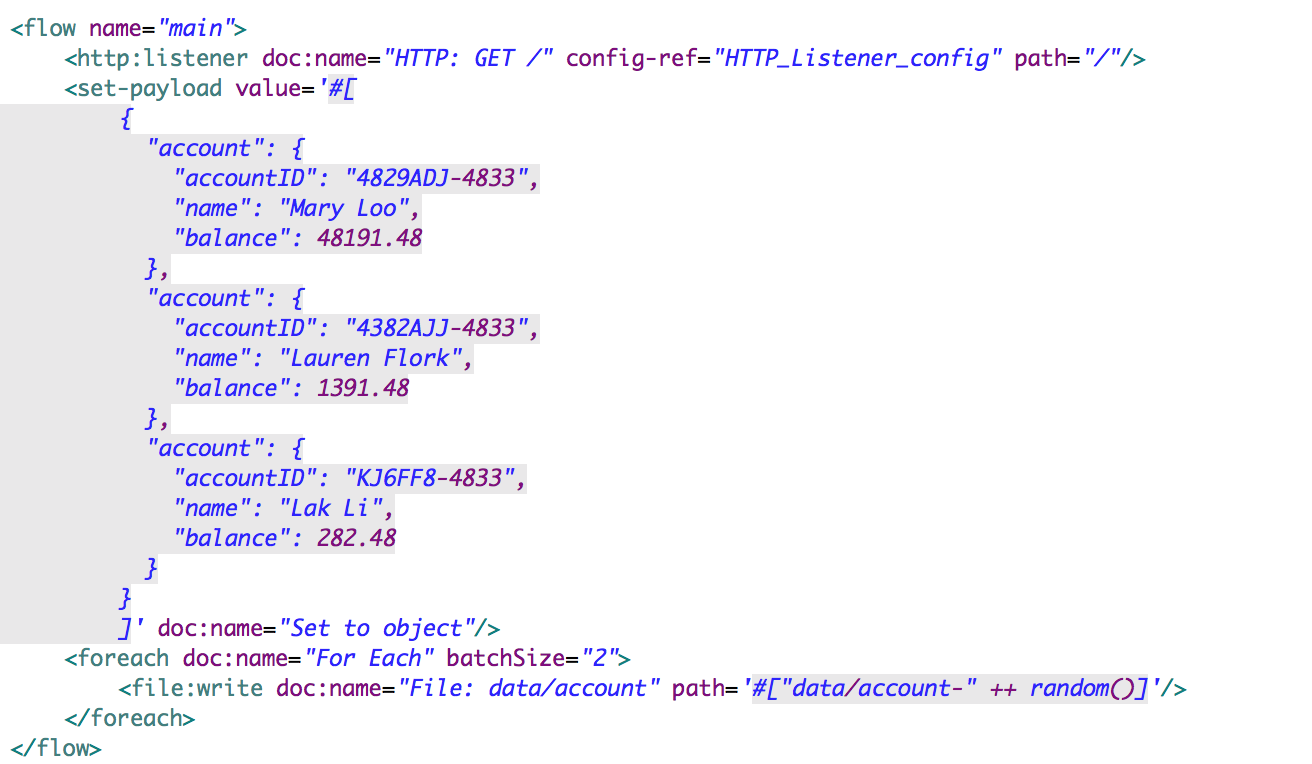 <flow name="main">
<http:listener doc:name="HTTP: GET /" config-ref="HTTP_Listener_config" path="/"/>
<set-payload value='#[
{
"account": {
"accountID": "4829ADJ-4833",
"name": "Mary Loo",
"balance": 48191.48
},
"account": {
"accountID": "4382AJJ-4833",
"name": "Lauren Flork",
"balance": 1391.48
},
"account": {
"accountID": "KJ6FF8-4833",
"name": "Lak Li",
"balance": 282.48
}
}
]' doc:name="Set to object"/>
<foreach doc:name="For Each" batchSize="2">
<file:write doc:name="File: data/account" path='#["data/account-" ++ random()]'/>
</foreach>
</flow>